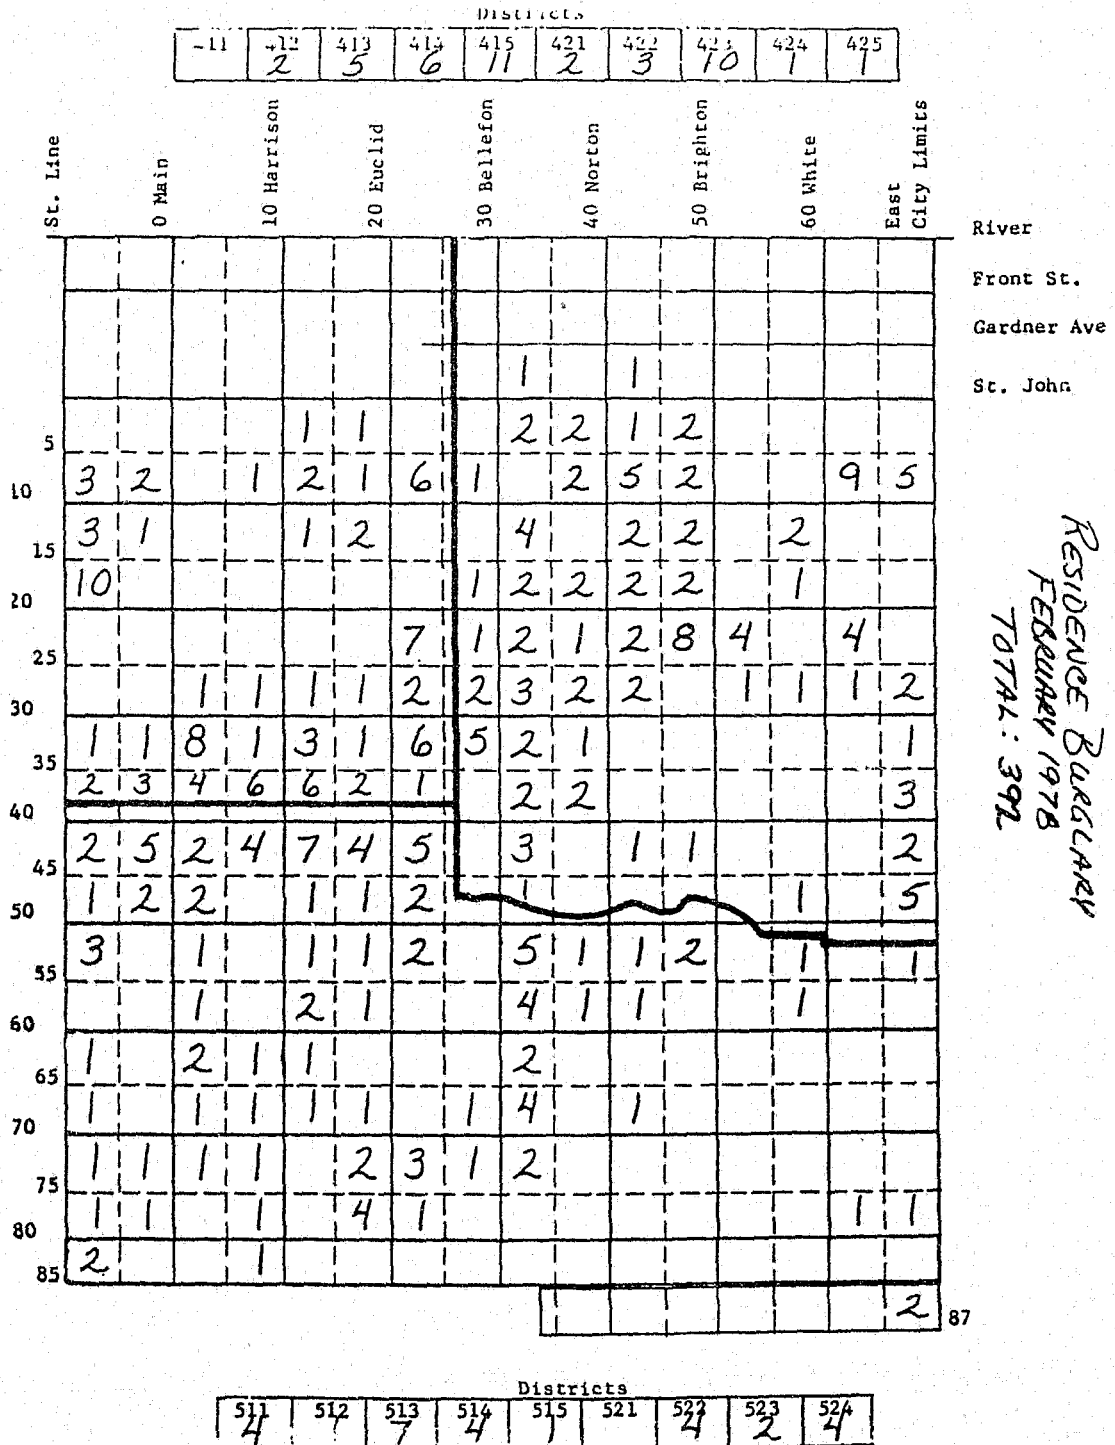 Districts
-11 412 413 414 415 421 422 423 424 425
2 5 6 11 2 3 10 1 1
St. Line 0 Main 10 Harrison 20 Euclid 30 Bellefon 40 Norton 50 Brighton 60 White East City Limits
River
Front St.
Gardner Ave
1 1
St. John
1 1 2 2 1 2
5
3 2 1 2 1 6 1 2 5 2 9 5
10
3 1 1 2 4 2 2 2
15
10 1 2 2 2 2 1
20
7 1 2 1 2 8 4 4
25
1 1 1 1 2 2 3 2 2 1 1 1 2
30
1 1 8 1 3 1 6 5 2 1 1
35
2 3 4 6 6 2 1 2 2 3
40
2 5 2 4 7 4 5 3 1 1 2
45
1 2 2 1 1 2 1 1 5
50
3 1 1 1 2 5 1 1 2 1 1
55
1 2 1 4 1 1 1
60
1 2 1 1 2
65
1 1 1 1 1 1 4 1
70
1 1 1 1 2 3 1 2
75
1 1 1 4 1 1 1
80
2 1
85
2 87
RESIDENCE BURGLARY
FEBRUARY 1978
TOTAL: 392
Districts
511 512 513 514 515 521 522 523 524
4 1 7 4 1 4 2 4